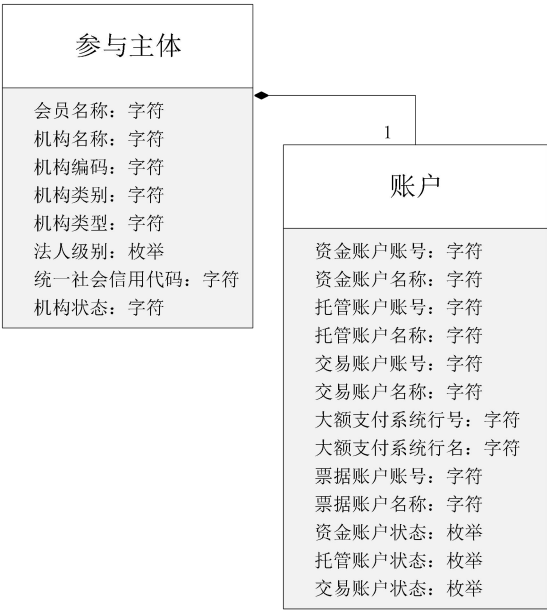 参与主体
会员名称：字符
机构名称：字符
机构编码：字符
机构类别：字符
机构类型：字符
法人级别：枚举
统一社会信用代码：字符
机构状态：字符
1
账户
资金账户账号：字符
资金账户名称：字符
托管账户账号：字符
托管账户名称：字符
交易账户账号：字符
交易账户名称：字符
大额支付系统行号：字符
大额支付系统行名：字符
票据账户账号：字符
票据账户名称：字符
资金账户状态：枚举
托管账户状态：枚举
交易账户状态：枚举